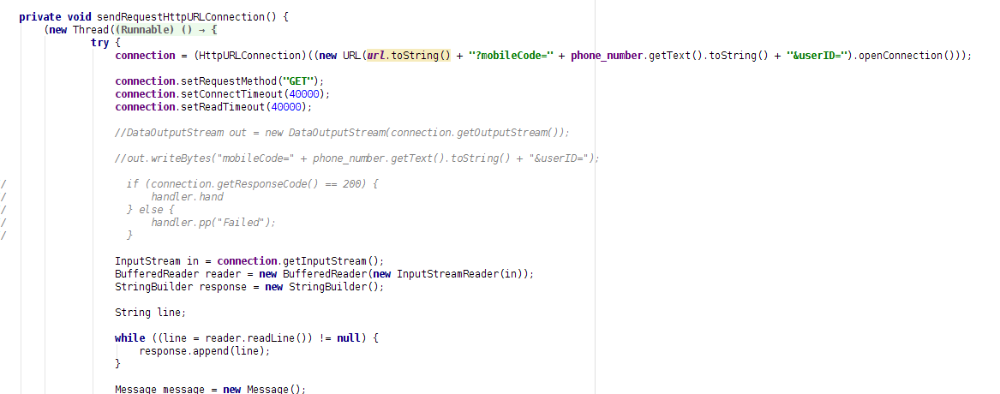 private void sendRequestHttpURLConnection() {
(new Thread((Runnable) () → {
try {
connection = (HttpURLConnection)((new URL(url.toString() + "?mobileCode=" + phone_number.getText().toString() + "&userID=").openConnection()));
connection.setRequestMethod("GET");
connection.setConnectTimeout(40000);
connection.setReadTimeout(40000);
//DataOutputStream out = new DataOutputStream(connection.getOutputStream());
//out.writeBytes("mobileCode=" + phone_number.getText().toString() + "&userID=");
/ if (connection.getResponseCode() == 200) {
/ handler.hand
/ } else {
/ handler.pp("Failed");
/ }
InputStream in = connection.getInputStream();
BufferedReader reader = new BufferedReader(new InputStreamReader(in));
StringBuilder response = new StringBuilder();
String line;
while ((line = reader.readLine()) != null) {
response.append(line);
}
Message message = new Message();